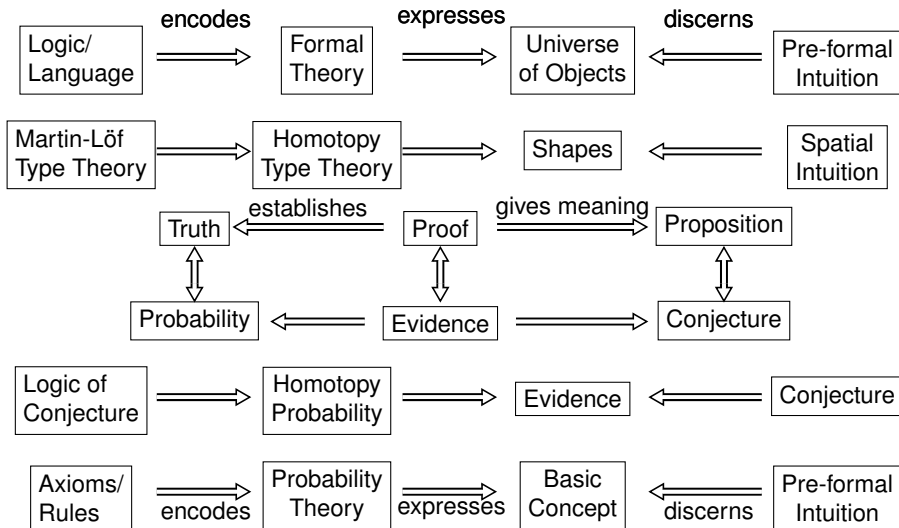 encodes expresses discerns
Logic/
Language
Formal
Theory
Universe
of Objects
Pre-formal
Intuition
Martin-Löf
Type Theory
Homotopy
Type Theory
Shapes
Spatial
Intuition
establishes gives meaning
Truth Proof Proposition
Probability Evidence Conjecture
Logic of
Conjecture
Homotopy
Probability
Evidence
Conjecture
Axioms/
Rules
Probability
Theory
Basic
Concept
Pre-formal
Intuition
encodes expresses discerns